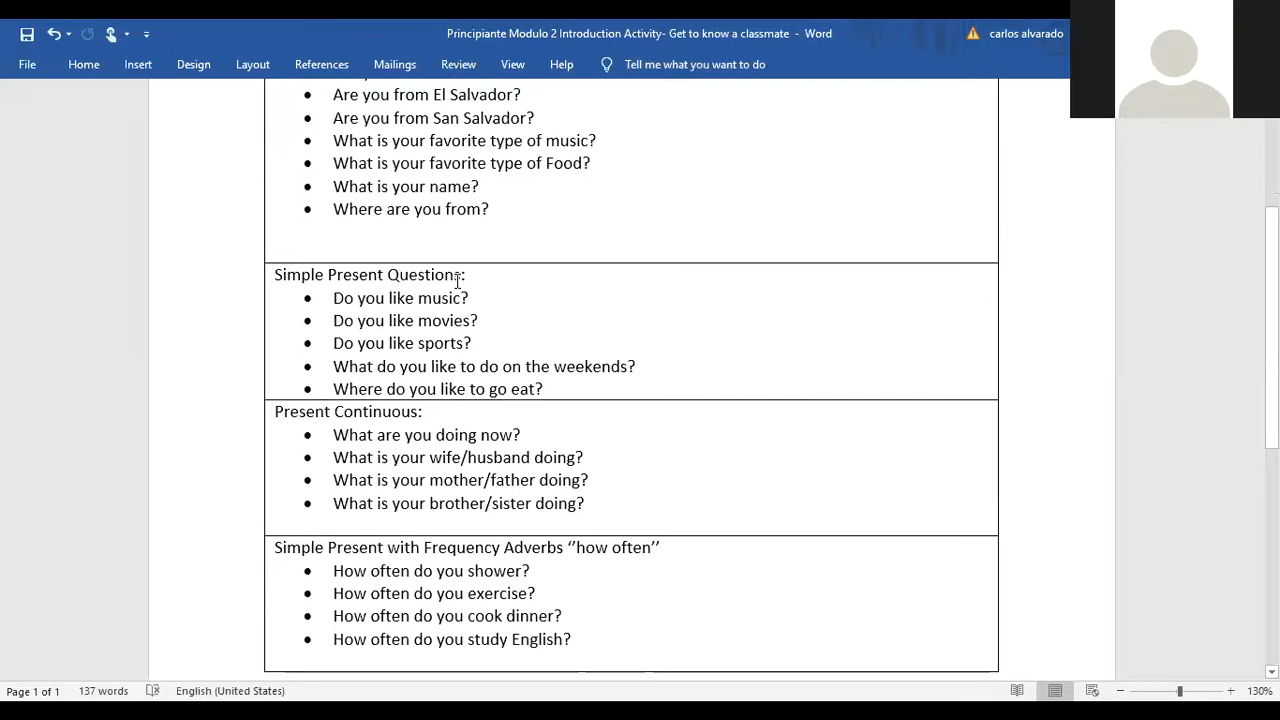 Principiante Modulo 2 Introduction Activity- Get to know a classmate - Word
carlos alvarado
File Home Insert Design Layout References Mailings Review View Help Tell me what you want to do
• Are you from El Salvador?
• Are you from San Salvador?
• What is your favorite type of music?
• What is your favorite type of Food?
• What is your name?
• Where are you from?
Simple Present Questions:
• Do you like music?
• Do you like movies?
• Do you like sports?
• What do you like to do on the weekends?
• Where do you like to go eat?
Present Continuous:
• What are you doing now?
• What is your wife/husband doing?
• What is your mother/father doing?
• What is your brother/sister doing?
Simple Present with Frequency Adverbs ‘’how often’’
• How often do you shower?
• How often do you exercise?
• How often do you cook dinner?
• How often do you study English?
Page 1 of 1 137 words English (United States) 130%